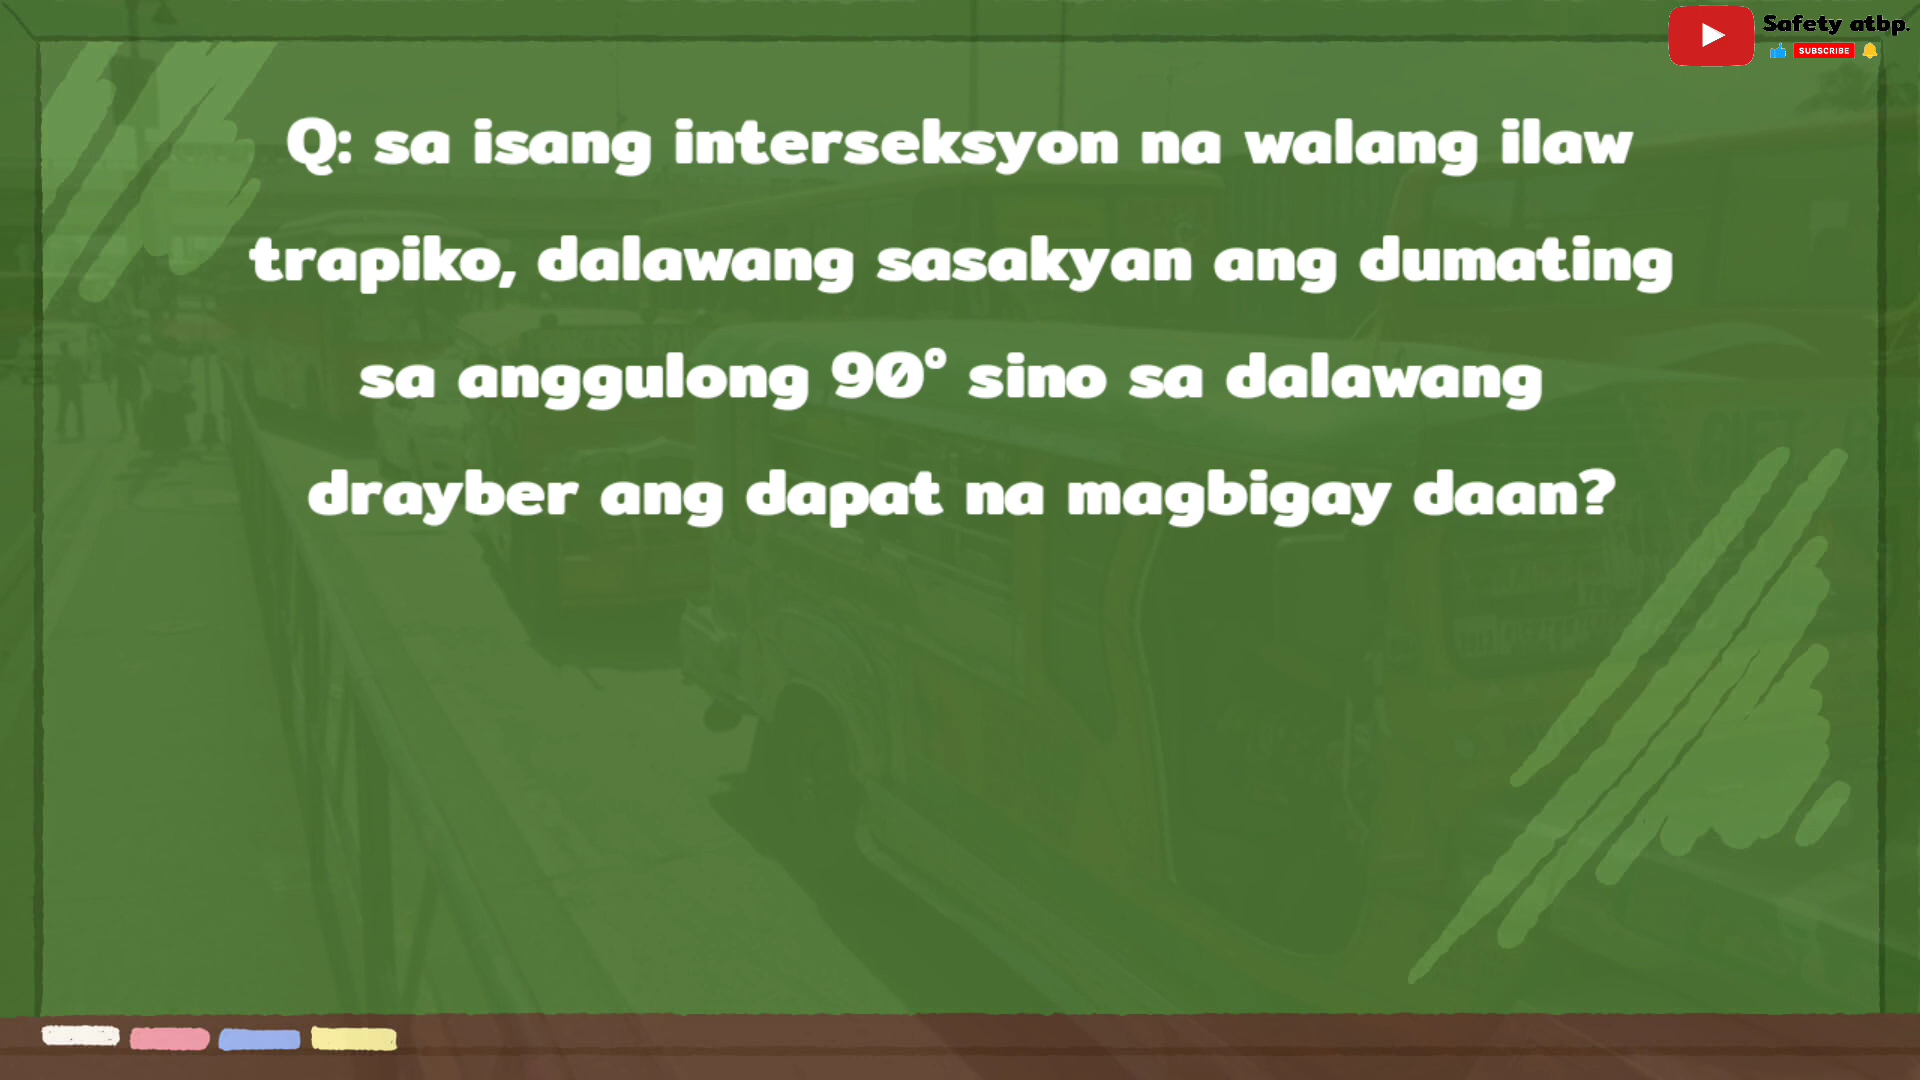 Safety atbp.
SUBSCRIBE
Q: sa isang interseksyon na walang ilaw
trapiko, dalawang sasakyan ang dumating
sa anggulong 90° sino sa dalawang
drayber ang dapat na magbigay daan?